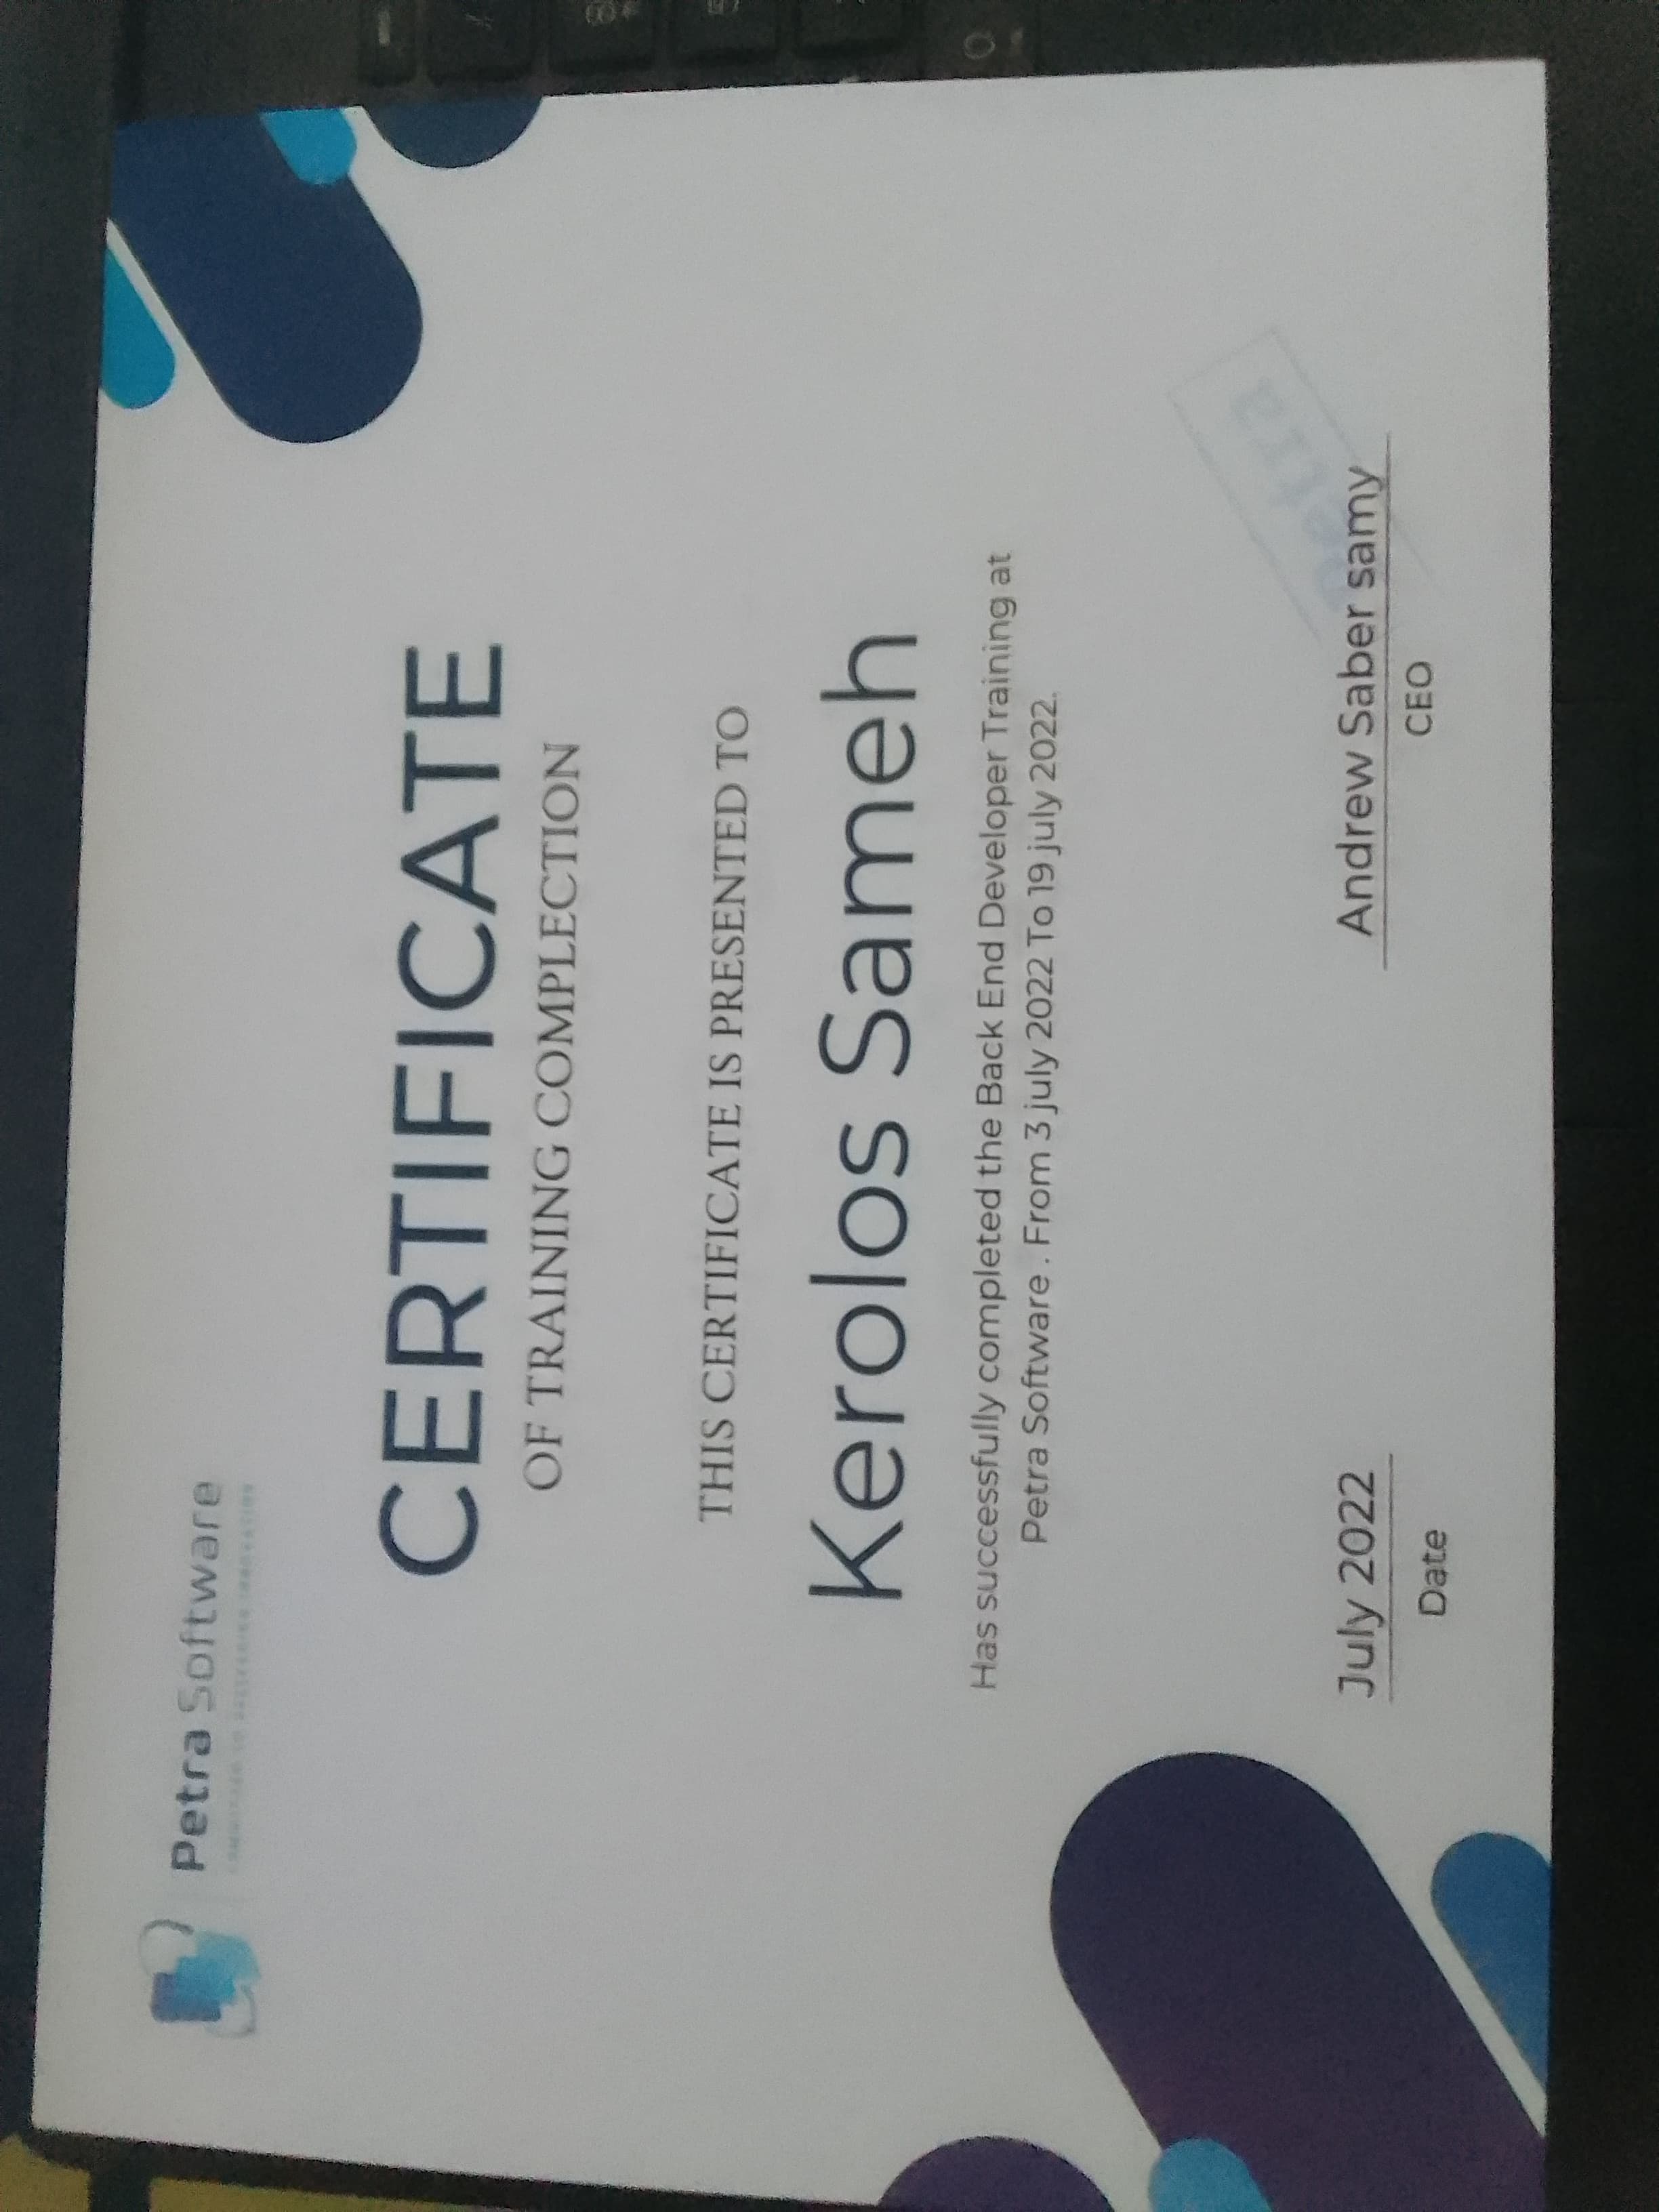 Petra Software
CERTIFICATE
OF TRAINING COMPLECTION
THIS CERTIFICATE IS PRESENTED TO
Kerolos Sameh
Has successfully completed the Back End Developer Training at
Petra Software . From 3 july 2022 To 19 july 2022.
July 2022
Date
Andrew Saber samy
CEO